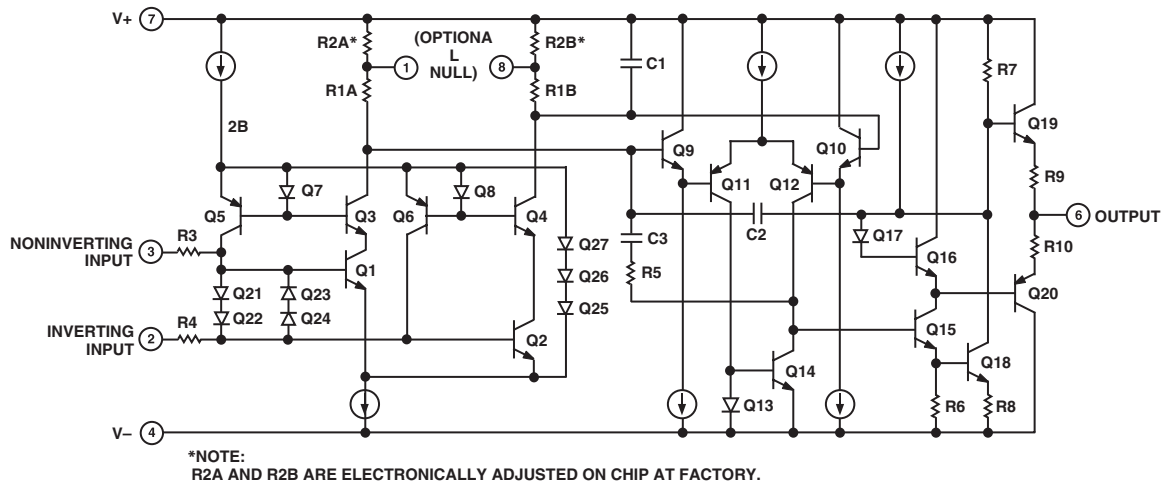 V+ 7
R2A*
(OPTIONA
L
NULL)
R2B*
1
8
C1
R1A
R1B
R7
2B
Q19
Q9
Q10
Q7
Q8
Q11
Q12
R9
Q5
Q3
Q6
Q4
6 OUTPUT
NONINVERTING
INPUT
3
R3
C3
C2
Q17
Q16
R10
Q27
Q1
Q26
R5
Q20
Q21
Q23
Q25
Q22
Q24
INVERTING
INPUT
2
R4
Q2
Q15
Q18
Q14
Q13
R6
R8
V– 4
*NOTE:
R2A AND R2B ARE ELECTRONICALLY ADJUSTED ON CHIP AT FACTORY.